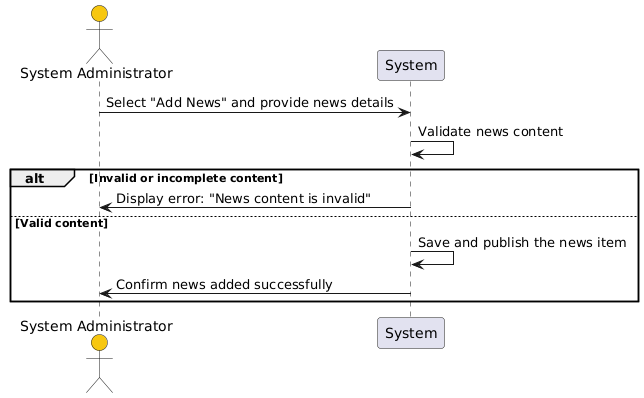 System Administrator
System
Select "Add News" and provide news details
Validate news content
alt
[Invalid or incomplete content]
Display error: "News content is invalid"
[Valid content]
Save and publish the news item
Confirm news added successfully
System Administrator
System